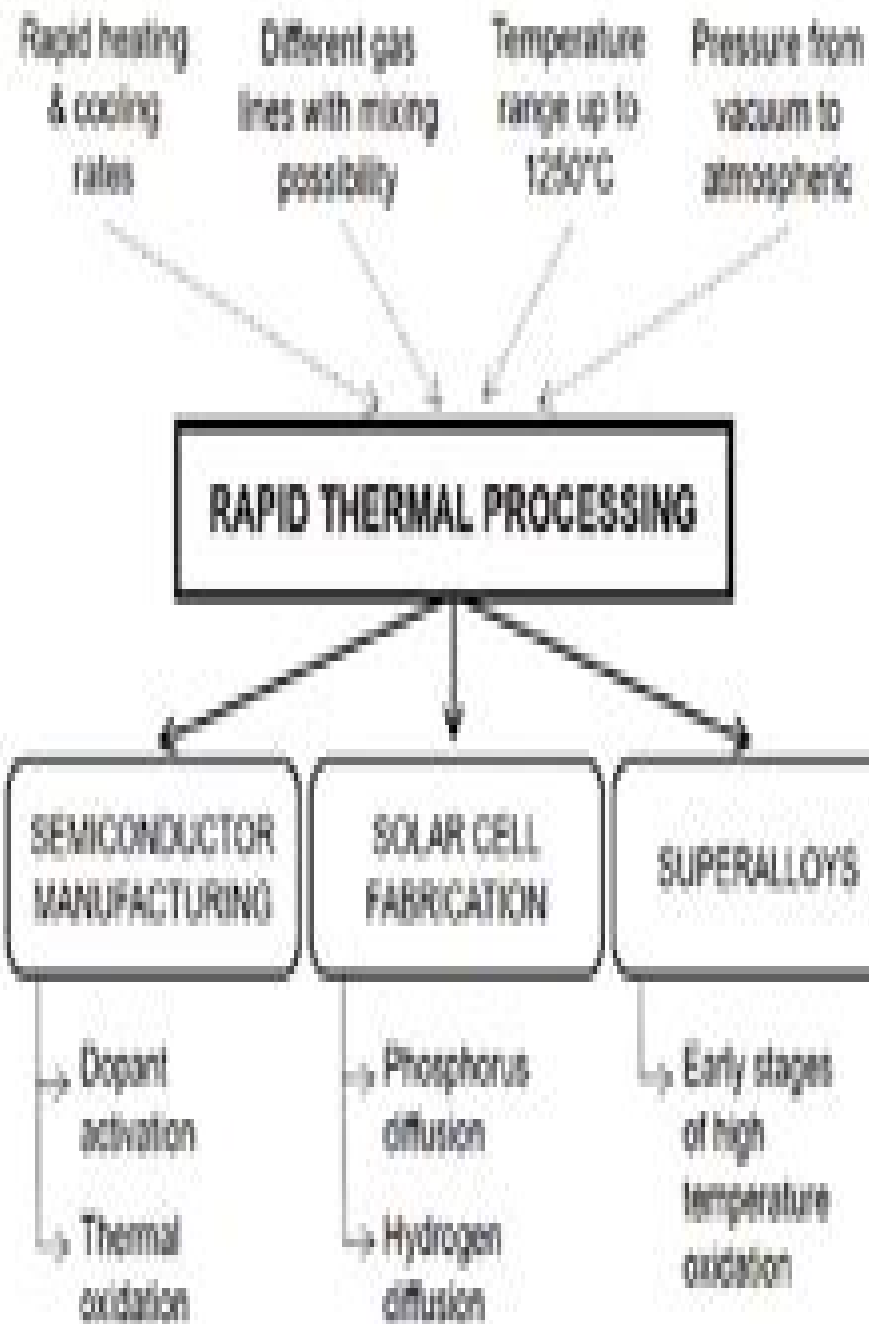 Rapid heating
& cooling
rates
Different gas
lines with mixing
possibility
Temperature
range up to
1250°C
Pressure from
vacuum to
atmospheric
RAPID THERMAL PROCESSING
SEMICONDUCTOR
MANUFACTURING
Dopant
activation
Thermal
oxidation
SOLAR CELL
FABRICATION
Phosphorus
diffusion
Hydrogen
diffusion
SUPERALLOYS
Early stages
of high
temperature
oxidation